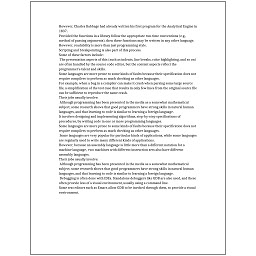 However, Charles Babbage had already written his first program for the Analytical Engine in
1837.
Provided the functions in a library follow the appropriate run-time conventions (e.g.,
method of passing arguments), then these functions may be written in any other language.
However, readability is more than just programming style.
Scripting and breakpointing is also part of this process.
Some of these factors include:
The presentation aspects of this (such as indents, line breaks, color highlighting, and so on)
are often handled by the source code editor, but the content aspects reflect the
programmer's talent and skills.
Some languages are more prone to some kinds of faults because their specification does not
require compilers to perform as much checking as other languages.
For example, when a bug in a compiler can make it crash when parsing some large source
file, a simplification of the test case that results in only few lines from the original source file
can be sufficient to reproduce the same crash.
Their jobs usually involve:
Although programming has been presented in the media as a somewhat mathematical
subject, some research shows that good programmers have strong skills in natural human
languages, and that learning to code is similar to learning a foreign language.
It involves designing and implementing algorithms, step-by-step specifications of
procedures, by writing code in one or more programming languages.
Some languages are more prone to some kinds of faults because their specification does not
require compilers to perform as much checking as other languages.
Some languages are very popular for particular kinds of applications, while some languages
are regularly used to write many different kinds of applications.
However, because an assembly language is little more than a different notation for a
machine language, two machines with different instruction sets also have different
assembly languages.
Their jobs usually involve:
Although programming has been presented in the media as a somewhat mathematical
subject, some research shows that good programmers have strong skills in natural human
languages, and that learning to code is similar to learning a foreign language.
Debugging is often done with IDEs. Standalone debuggers like GDB are also used, and these
often provide less of a visual environment, usually using a command line.
Some text editors such as Emacs allow GDB to be invoked through them, to provide a visual
environment.